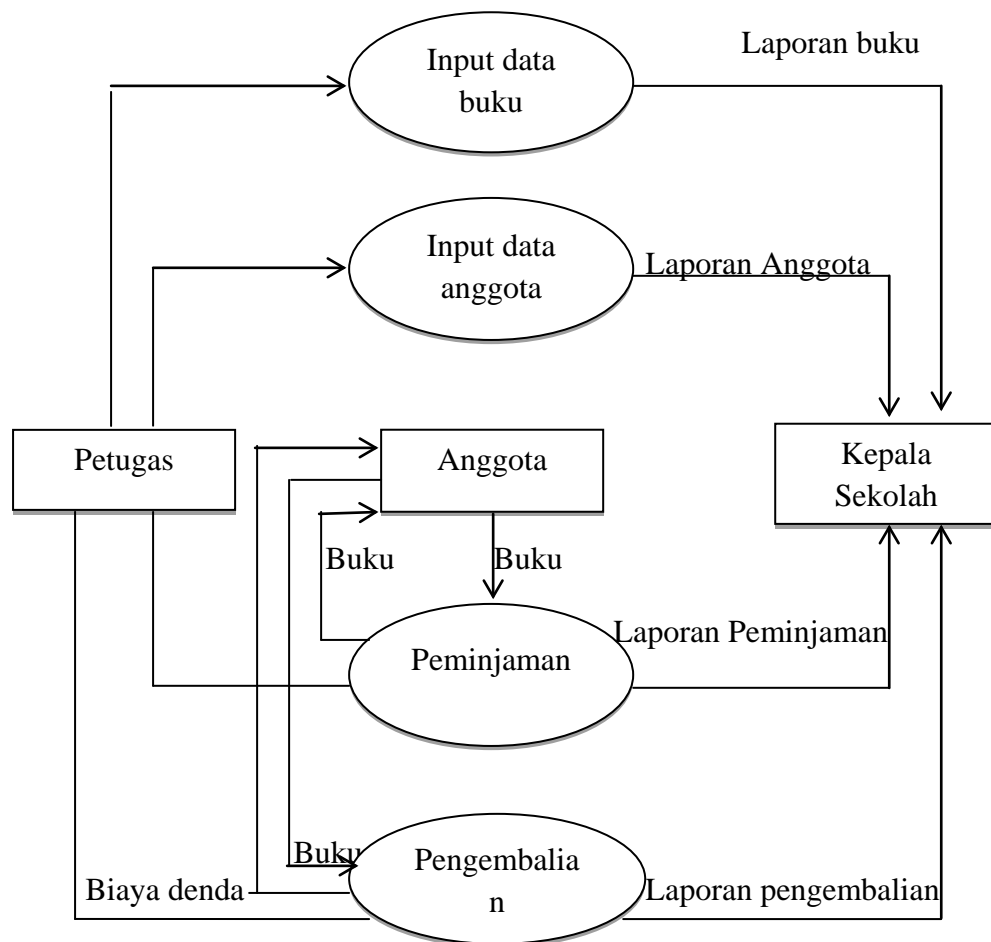 Input data
buku
Laporan buku
Input data
anggota
Laporan Anggota
Petugas
Anggota
Kepala
Sekolah
Buku
Buku
Peminjaman
Laporan Peminjaman
Buku
Pengembalia
n
Biaya denda
Laporan pengembalian